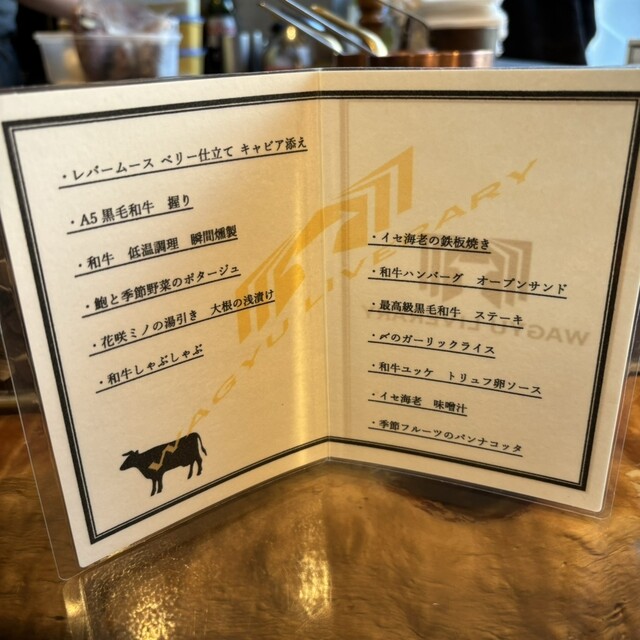 ・レバームース ベリー仕立て キャビア添え
・A5黒毛和牛 握り
・和牛 低温調理 瞬間燻製
・鮑と季節野菜のポタージュ
・花咲ミノの湯引き 大根の浅漬け
・和牛しゃぶしゃぶ
WAGYU LIVERARY
・イセ海老の鉄板焼き
・和牛ハンバーグ オープンサンド
・最高級黒毛和牛 ステーキ
・〆のガーリックライス
・和牛ユッケ トリュフ卵ソース
・イセ海老 味噌汁
・季節フルーツのパンナコッタ
WAGYU LIVERARY